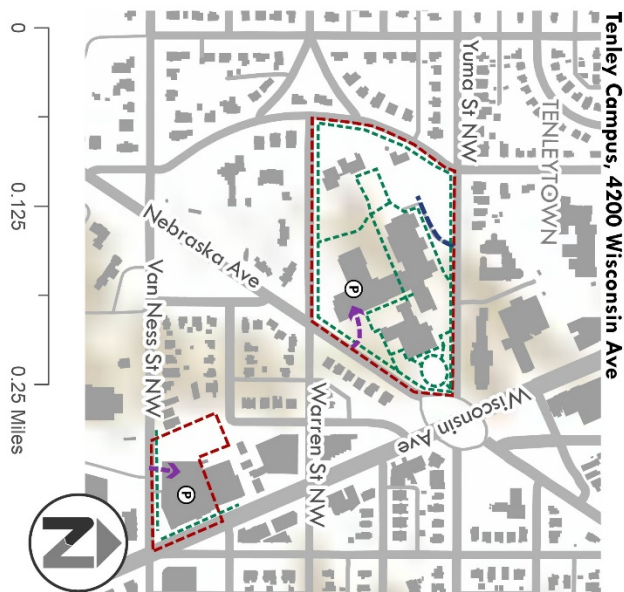 Tenley Campus, 4200 Wisconsin Ave
Yuma St NW
TENLEYTOWN
Nebraska Ave
Van Ness St NW
Warren St NW
Wisconsin Ave
P
P
0
0.125
0.25 Miles
N